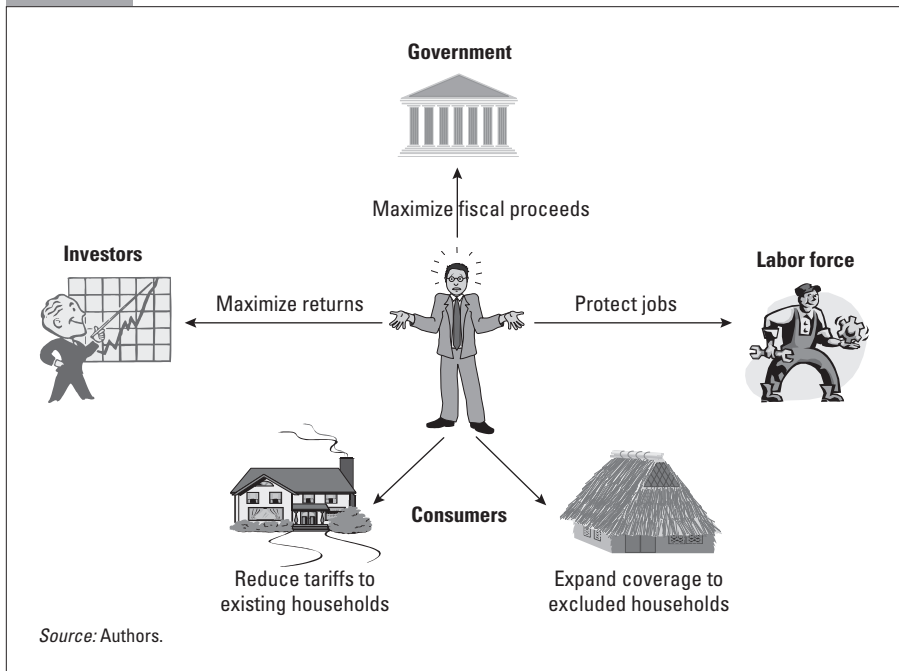 Government
Maximize fiscal proceeds
Investors
Labor force
Maximize returns
Protect jobs
Consumers
Reduce tariffs to
existing households
Expand coverage to
excluded households
Source: Authors.